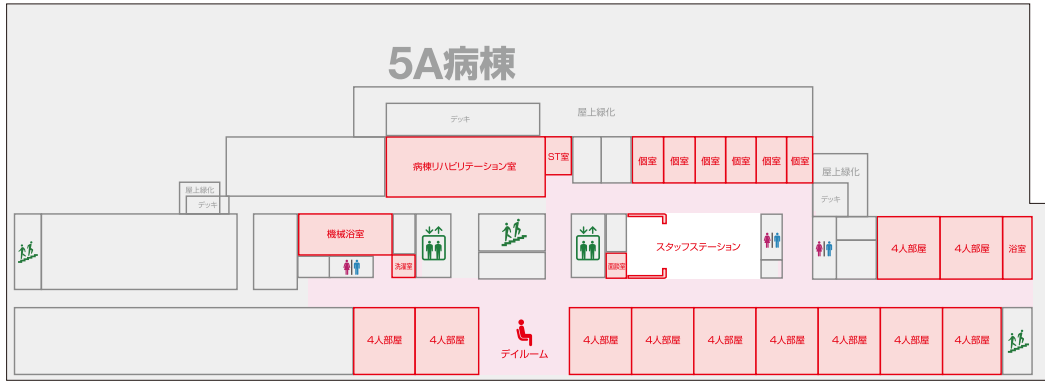 5A病棟
屋上緑化
デッキ
病棟リハビリテーション室
ST室
個室
個室
個室
個室
個室
個室
屋上緑化
デッキ
屋上緑化
デッキ
機械浴室
洗濯室
面談室
スタッフステーション
4人部屋
4人部屋
浴室
4人部屋
4人部屋
デイルーム
4人部屋
4人部屋
4人部屋
4人部屋
4人部屋
4人部屋
4人部屋